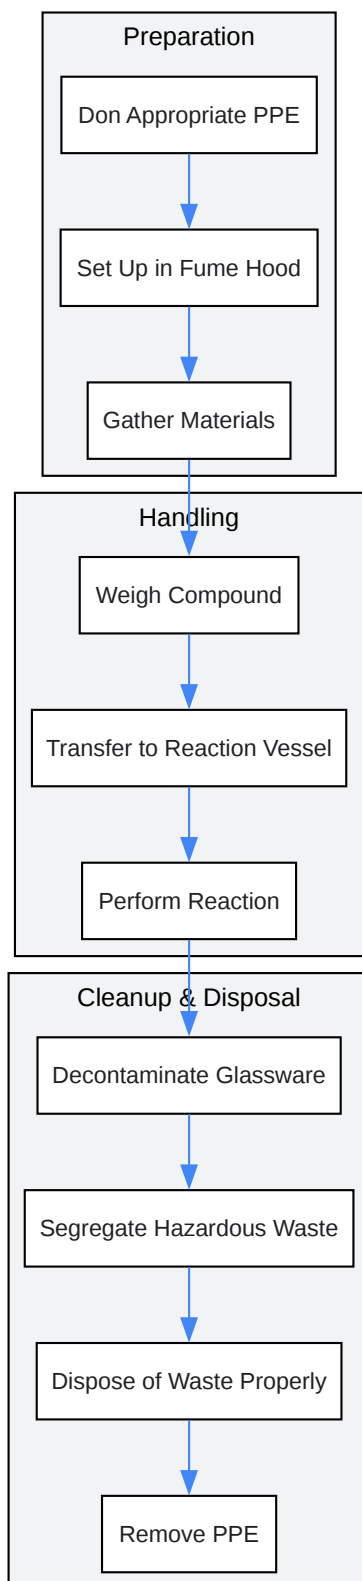 Preparation
Don Appropriate PPE
Set Up in Fume Hood
Gather Materials
Handling
Weigh Compound
Transfer to Reaction Vessel
Perform Reaction
Cleanup & Disposal
Decontaminate Glassware
Segregate Hazardous Waste
Dispose of Waste Properly
Remove PPE